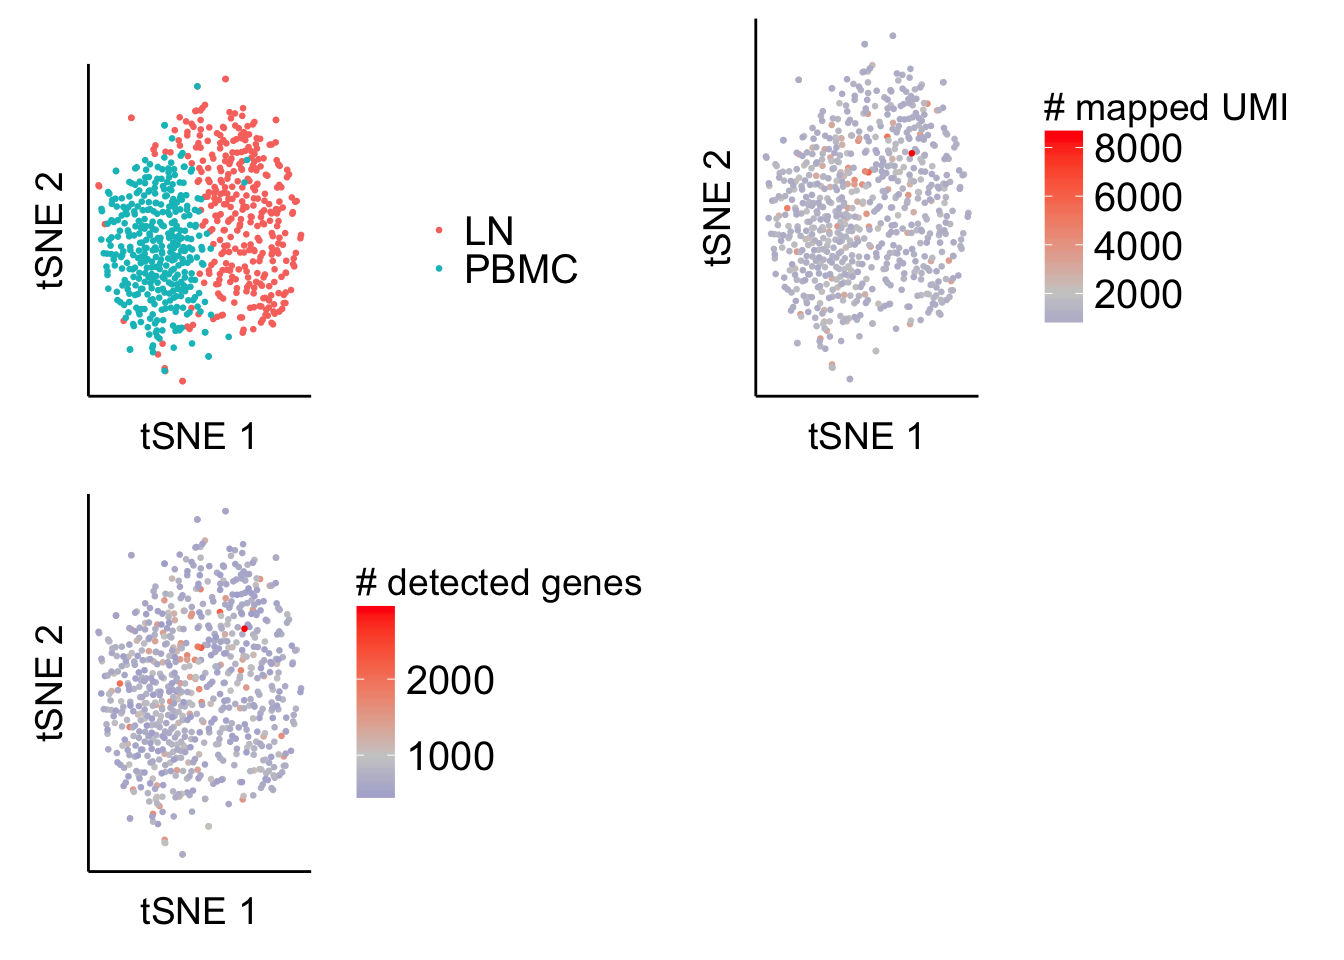 tSNE 2
tSNE 1
LN
PBMC
tSNE 2
tSNE 1
# mapped UMI
8000
6000
4000
2000
tSNE 2
tSNE 1
# detected genes
2000
1000